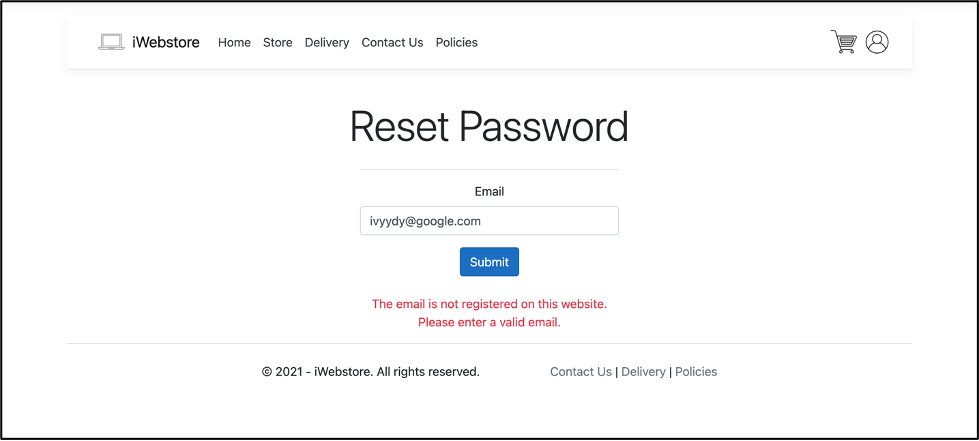 iWebstore Home Store Delivery Contact Us Policies
Reset Password
Email
ivyydy@google.com
Submit
The email is not registered on this website.
Please enter a valid email.
© 2021 - iWebstore. All rights reserved. Contact Us | Delivery | Policies